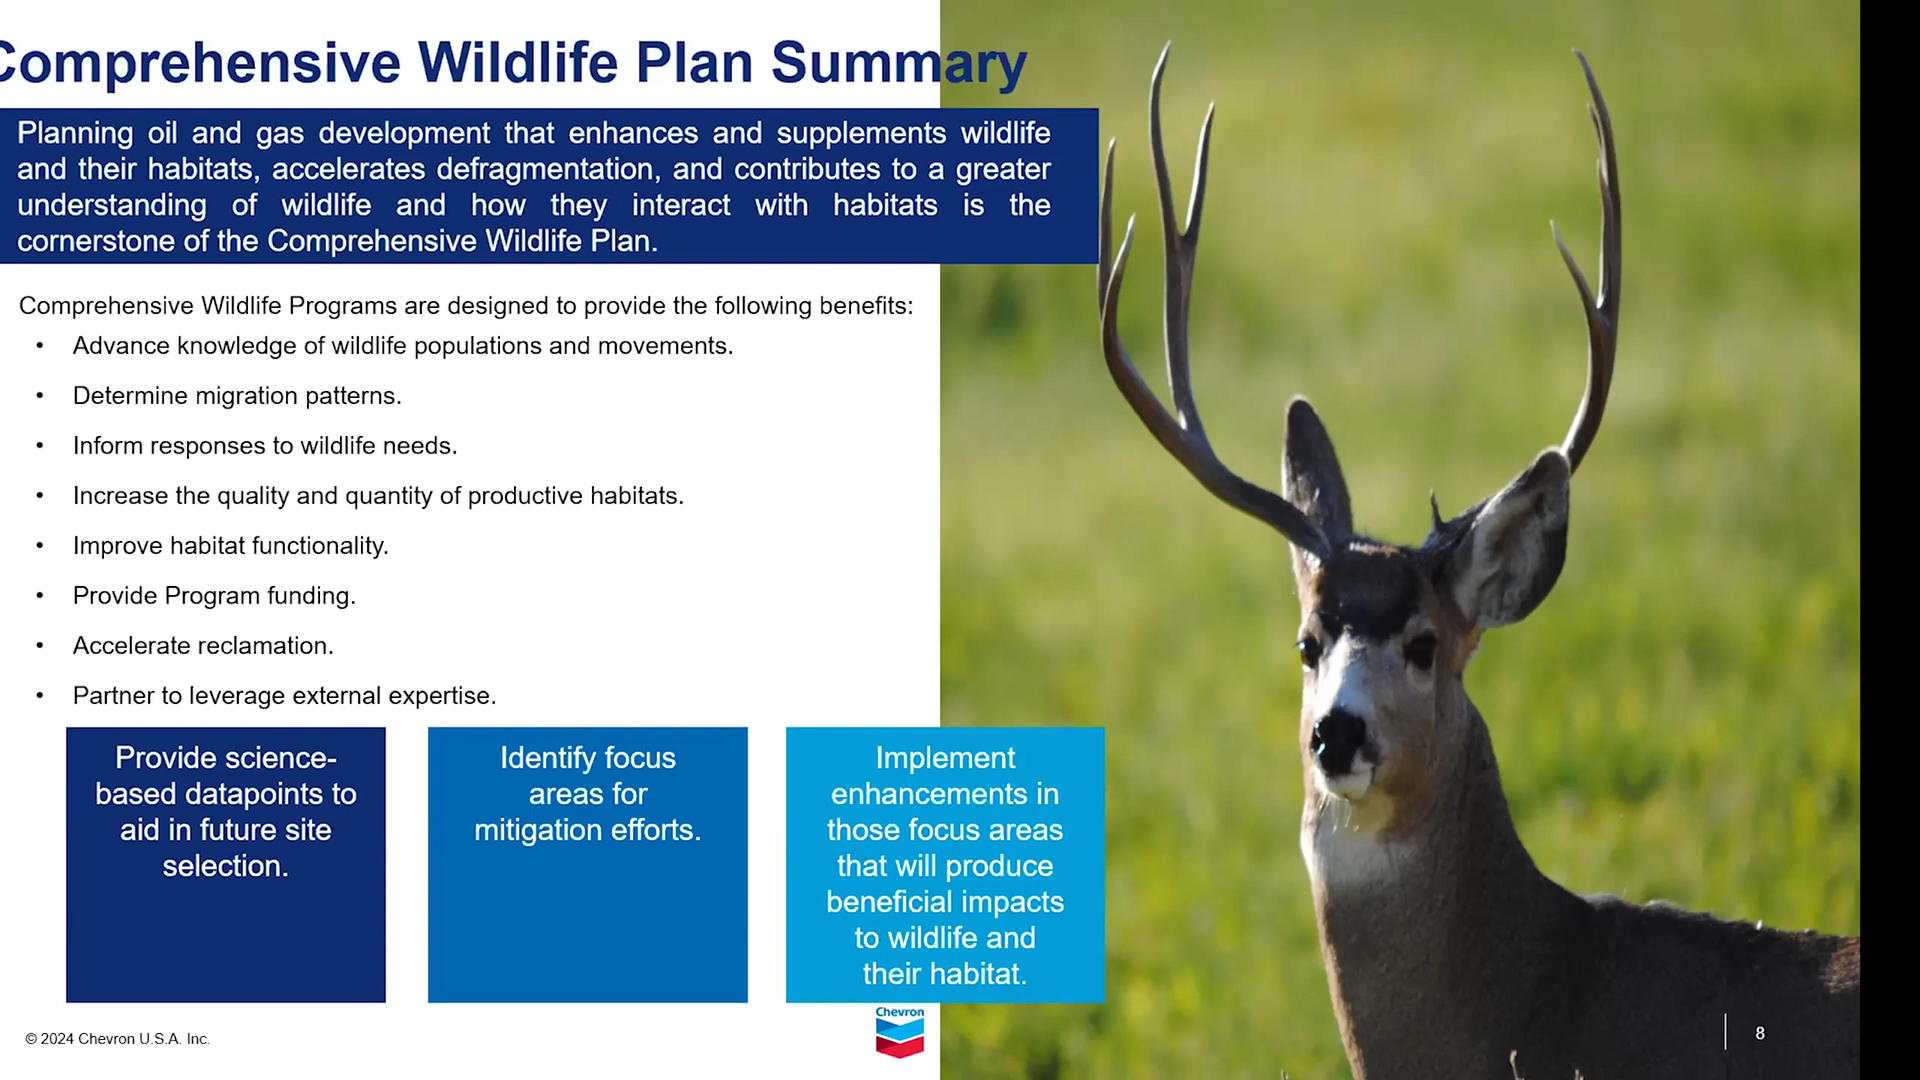 Comprehensive Wildlife Plan Summary
Planning oil and gas development that enhances and supplements wildlife
and their habitats, accelerates defragmentation, and contributes to a greater
understanding of wildlife and how they interact with habitats is the
cornerstone of the Comprehensive Wildlife Plan.
Comprehensive Wildlife Programs are designed to provide the following benefits:
• Advance knowledge of wildlife populations and movements.
• Determine migration patterns.
• Inform responses to wildlife needs.
• Increase the quality and quantity of productive habitats.
• Improve habitat functionality.
• Provide Program funding.
• Accelerate reclamation.
• Partner to leverage external expertise.
Provide science-
based datapoints to
aid in future site
selection.
Identify focus
areas for
mitigation efforts.
Implement
enhancements in
those focus areas
that will produce
beneficial impacts
to wildlife and
their habitat.
© 2024 Chevron U.S.A. Inc.
Chevron
8